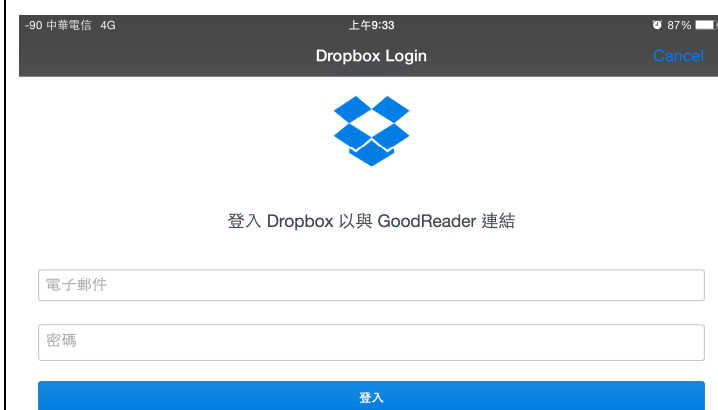 -90 中華電信 4G 上午9:33 87%
Dropbox Login Cancel
登入 Dropbox 以與 GoodReader 連結
電子郵件
密碼
登入